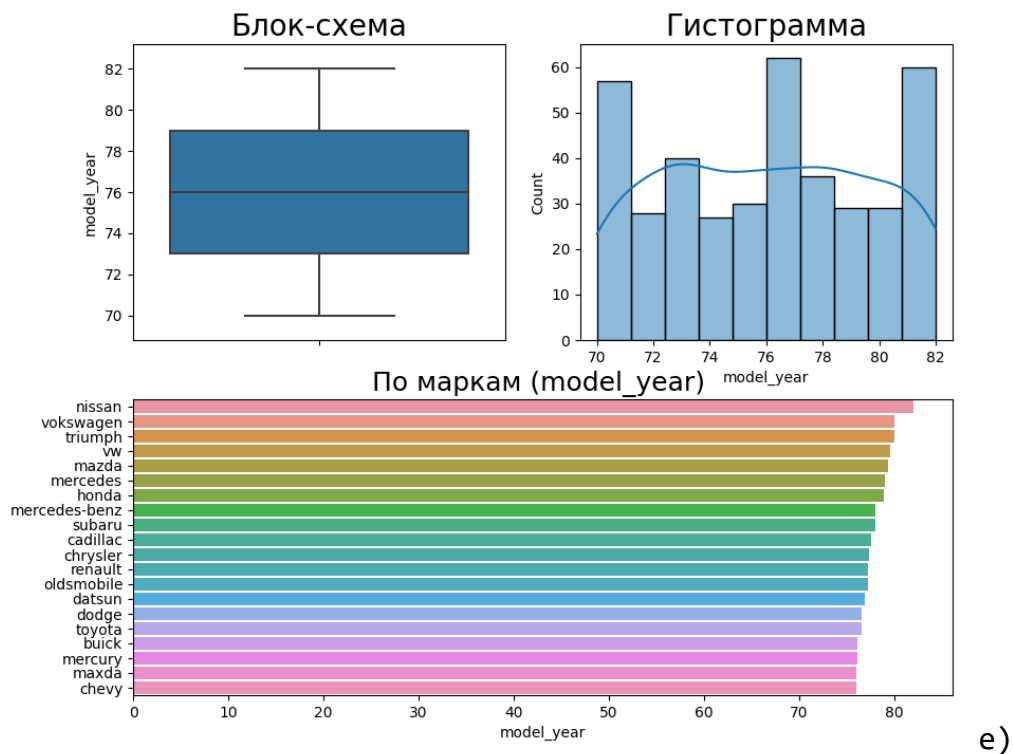 Блок-схема
82
80
78
76
74
72
70
model_year
Гистограмма
60
50
40
30
20
10
0
Count
70 72 74 76 78 80 82
model_year
По маркам (model_year)
nissan
vokswagen
triumph
vw
mazda
mercedes
honda
mercedes-benz
subaru
cadillac
chrysler
renault
oldsmobile
datsun
dodge
toyota
buick
mercury
maxda
chevy
0 10 20 30 40 50 60 70 80
model_year
е)